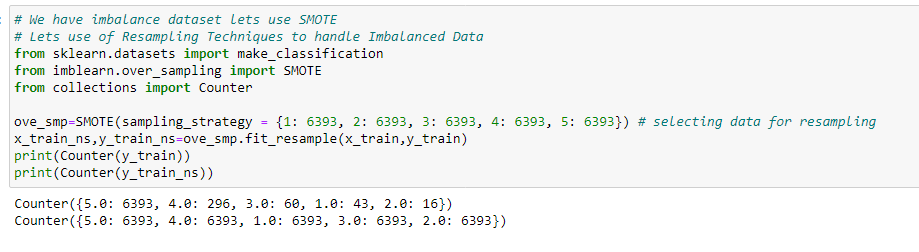 # We have imbalance dataset lets use SMOTE
# Lets use of Resampling Techniques to handle Imbalanced Data
from sklearn.datasets import make_classification
from imblearn.over_sampling import SMOTE
from collections import Counter
ove_smp=SMOTE(sampling_strategy = {1: 6393, 2: 6393, 3: 6393, 4: 6393, 5: 6393}) # selecting data for resampling
x_train_ns,y_train_ns=ove_smp.fit_resample(x_train,y_train)
print(Counter(y_train))
print(Counter(y_train_ns))
Counter({5.0: 6393, 4.0: 296, 3.0: 60, 1.0: 43, 2.0: 16})
Counter({5.0: 6393, 4.0: 6393, 1.0: 6393, 3.0: 6393, 2.0: 6393})